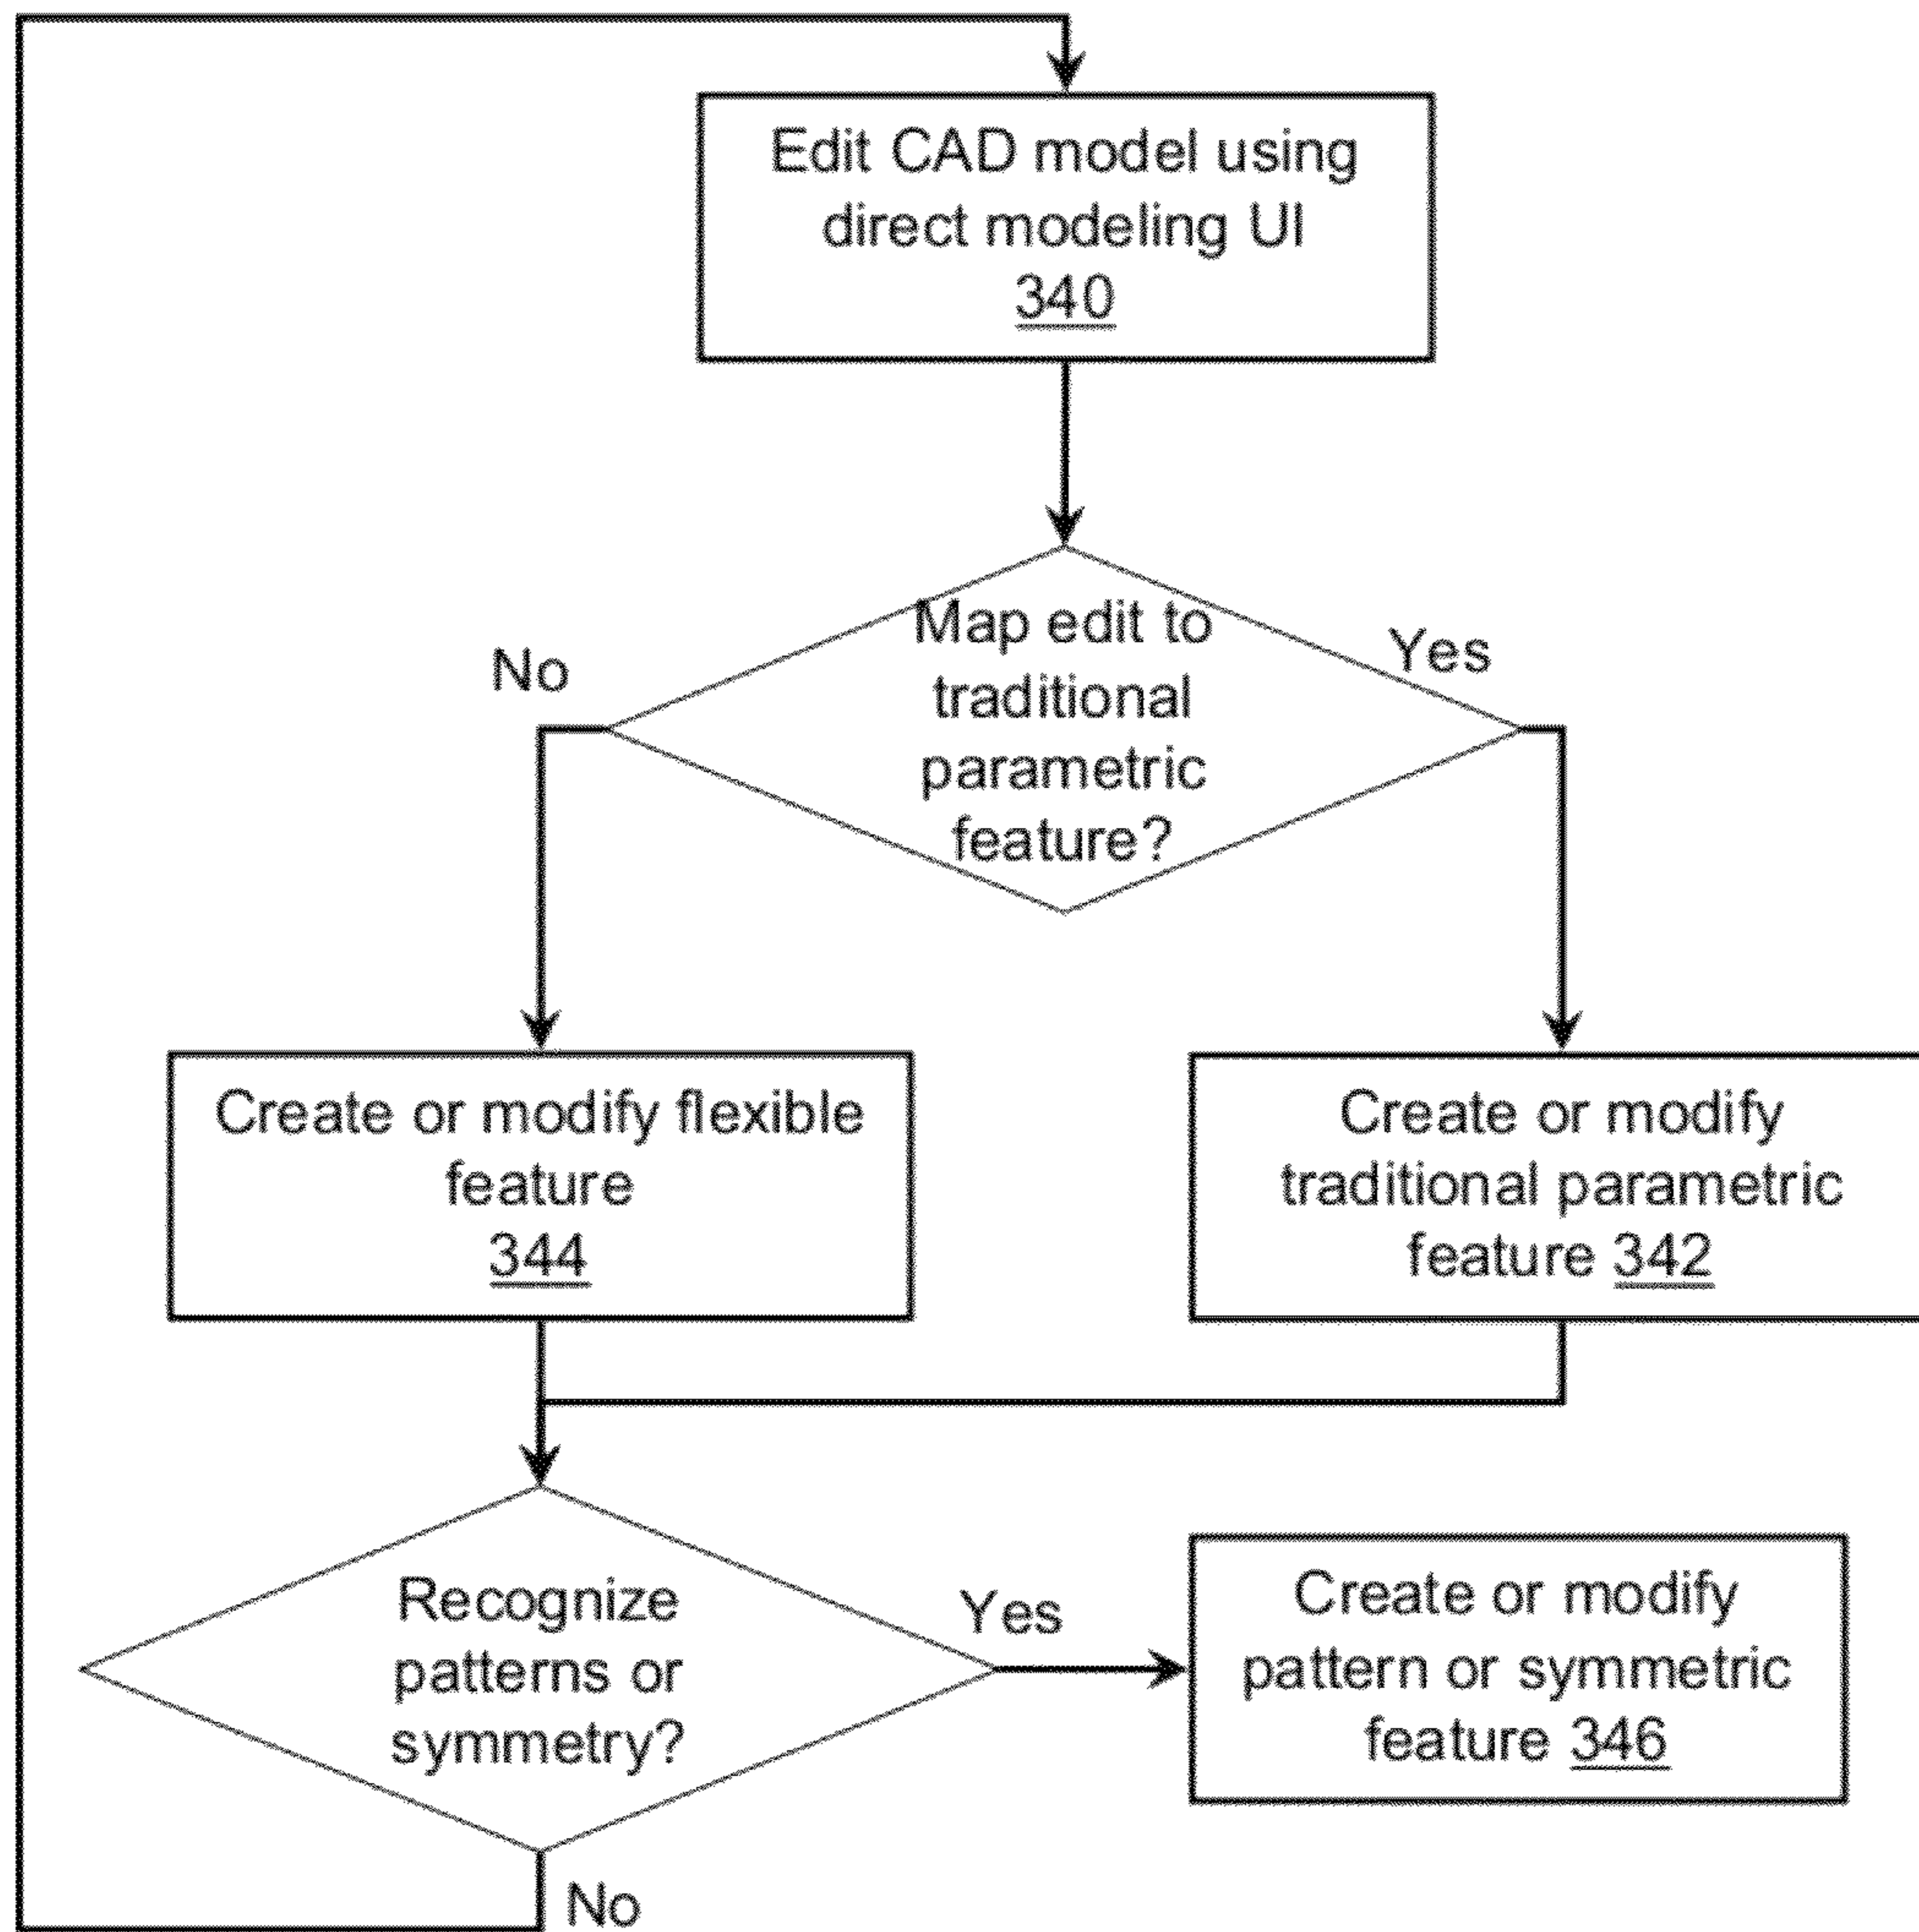 Edit CAD model using
direct modeling UI
340
Map edit to
traditional
parametric
feature?
No
Yes
Create or modify flexible
feature
344
Create or modify
traditional parametric
feature 342
Recognize
patterns or
symmetry?
Yes
No
Create or modify
pattern or symmetric
feature 346